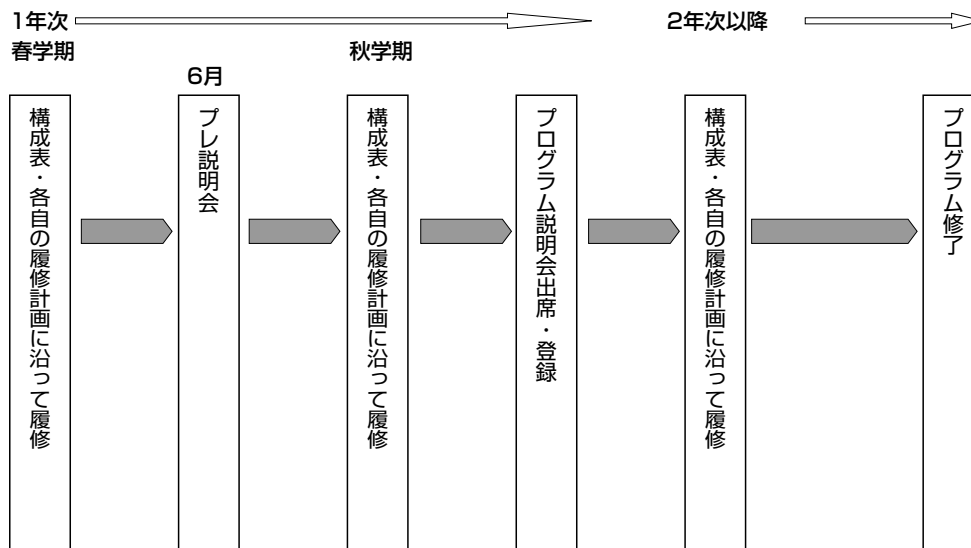 1年次
2年次以降
春学期
秋学期
6月
構成表・各自の履修計画に沿って履修
プレ説明会
構成表・各自の履修計画に沿って履修
プログラム説明会出席・登録
構成表・各自の履修計画に沿って履修
プログラム修了